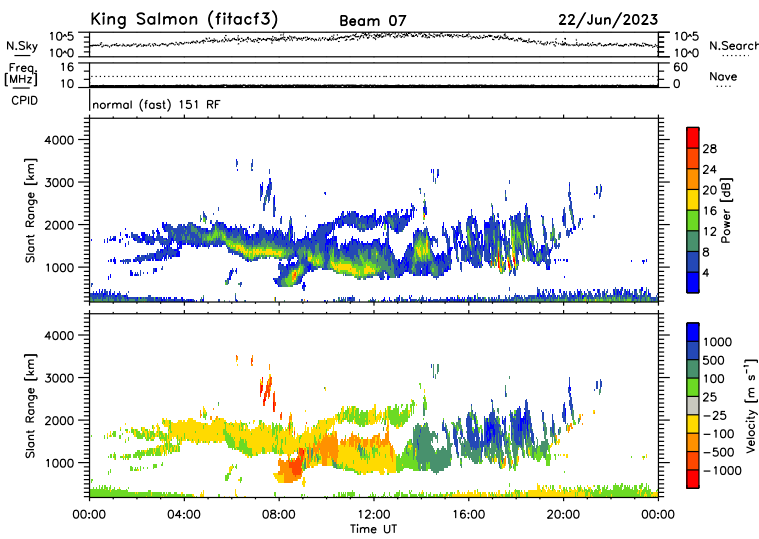 King Salmon (fitacf3) Beam 07 22/Jun/2023
N.Sky 10^5 10^0 10^5 10^0 N.Search
Freq [MHz] 16 10 60 0 Nave
CPID normal (fast) 151 RF
Slant Range [km] 4000 3000 2000 1000
Power [dB] 28 24 20 16 12 8 4
Slant Range [km] 4000 3000 2000 1000
Velocity [m s⁻¹] 1000 500 100 25 −25 −100 −500 −1000
00:00 04:00 08:00 12:00 16:00 20:00 00:00
Time UT